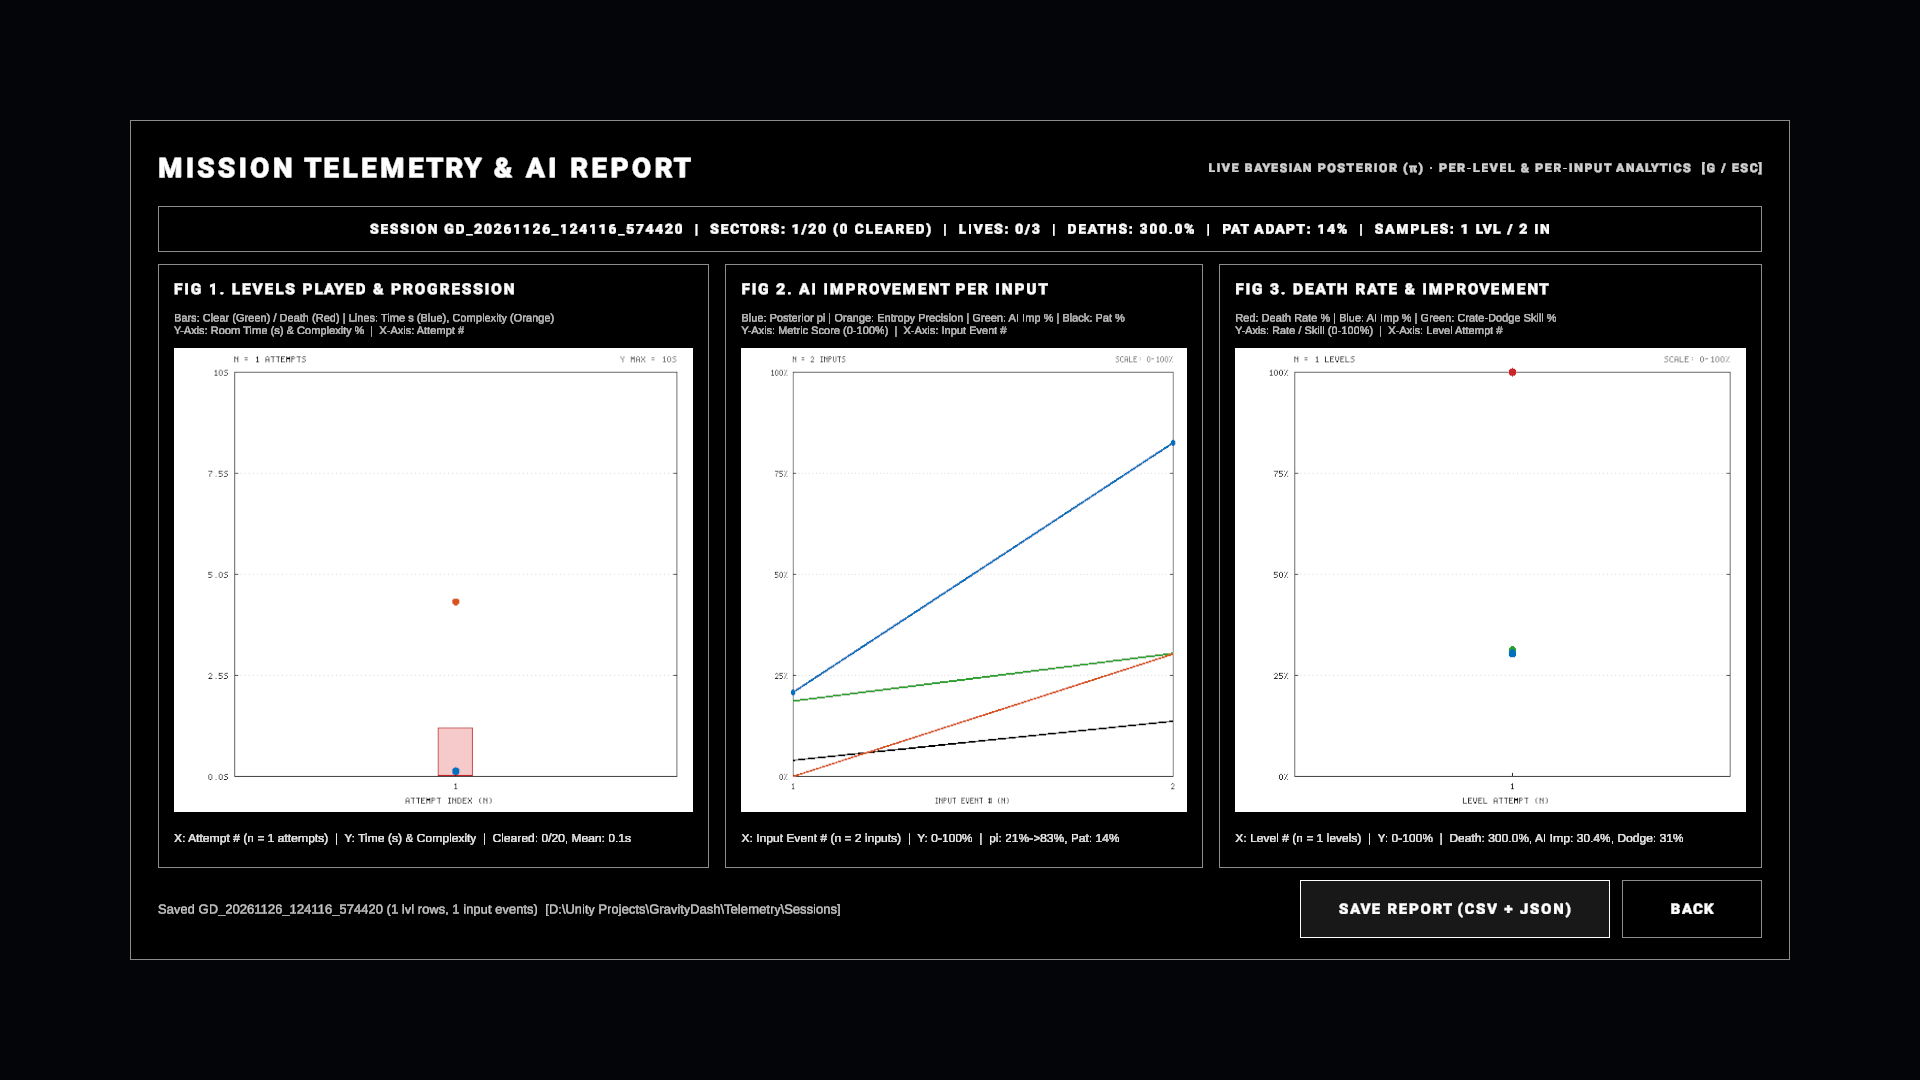 MISSION TELEMETRY & AI REPORT
LIVE BAYESIAN POSTERIOR (π) · PER-LEVEL & PER-INPUT ANALYTICS [G / ESC]
SESSION GD_20261126_124116_574420 | SECTORS: 1/20 (0 CLEARED) | LIVES: 0/3 | DEATHS: 300.0% | PAT ADAPT: 14% | SAMPLES: 1 LVL / 2 IN
FIG 1. LEVELS PLAYED & PROGRESSION
Bars: Clear (Green) / Death (Red) | Lines: Time s (Blue), Complexity (Orange)
Y-Axis: Room Time (s) & Complexity % | X-Axis: Attempt #
N = 1 ATTEMPTS
Y MAX = 10S
10S
7.5S
5.0S
2.5S
0.0S
1
ATTEMPT INDEX (N)
X: Attempt # (n = 1 attempts) | Y: Time (s) & Complexity | Cleared: 0/20, Mean: 0.1s
FIG 2. AI IMPROVEMENT PER INPUT
Blue: Posterior pi | Orange: Entropy Precision | Green: AI Imp % | Black: Pat %
Y-Axis: Metric Score (0-100%) | X-Axis: Input Event #
N = 2 INPUTS
SCALE: 0-100%
100%
75%
50%
25%
0%
1
2
INPUT EVENT # (N)
X: Input Event # (n = 2 inputs) | Y: 0-100% | pi: 21%->83%, Pat: 14%
FIG 3. DEATH RATE & IMPROVEMENT
Red: Death Rate % | Blue: AI Imp % | Green: Crate-Dodge Skill %
Y-Axis: Rate / Skill (0-100%) | X-Axis: Level Attempt #
N = 1 LEVELS
SCALE: 0-100%
100%
75%
50%
25%
0%
1
LEVEL ATTEMPT (N)
X: Level # (n = 1 levels) | Y: 0-100% | Death: 300.0%, AI Imp: 30.4%, Dodge: 31%
Saved GD_20261126_124116_574420 (1 lvl rows, 1 input events) [D:\Unity Projects\GravityDash\Telemetry\Sessions]
SAVE REPORT (CSV + JSON)
BACK